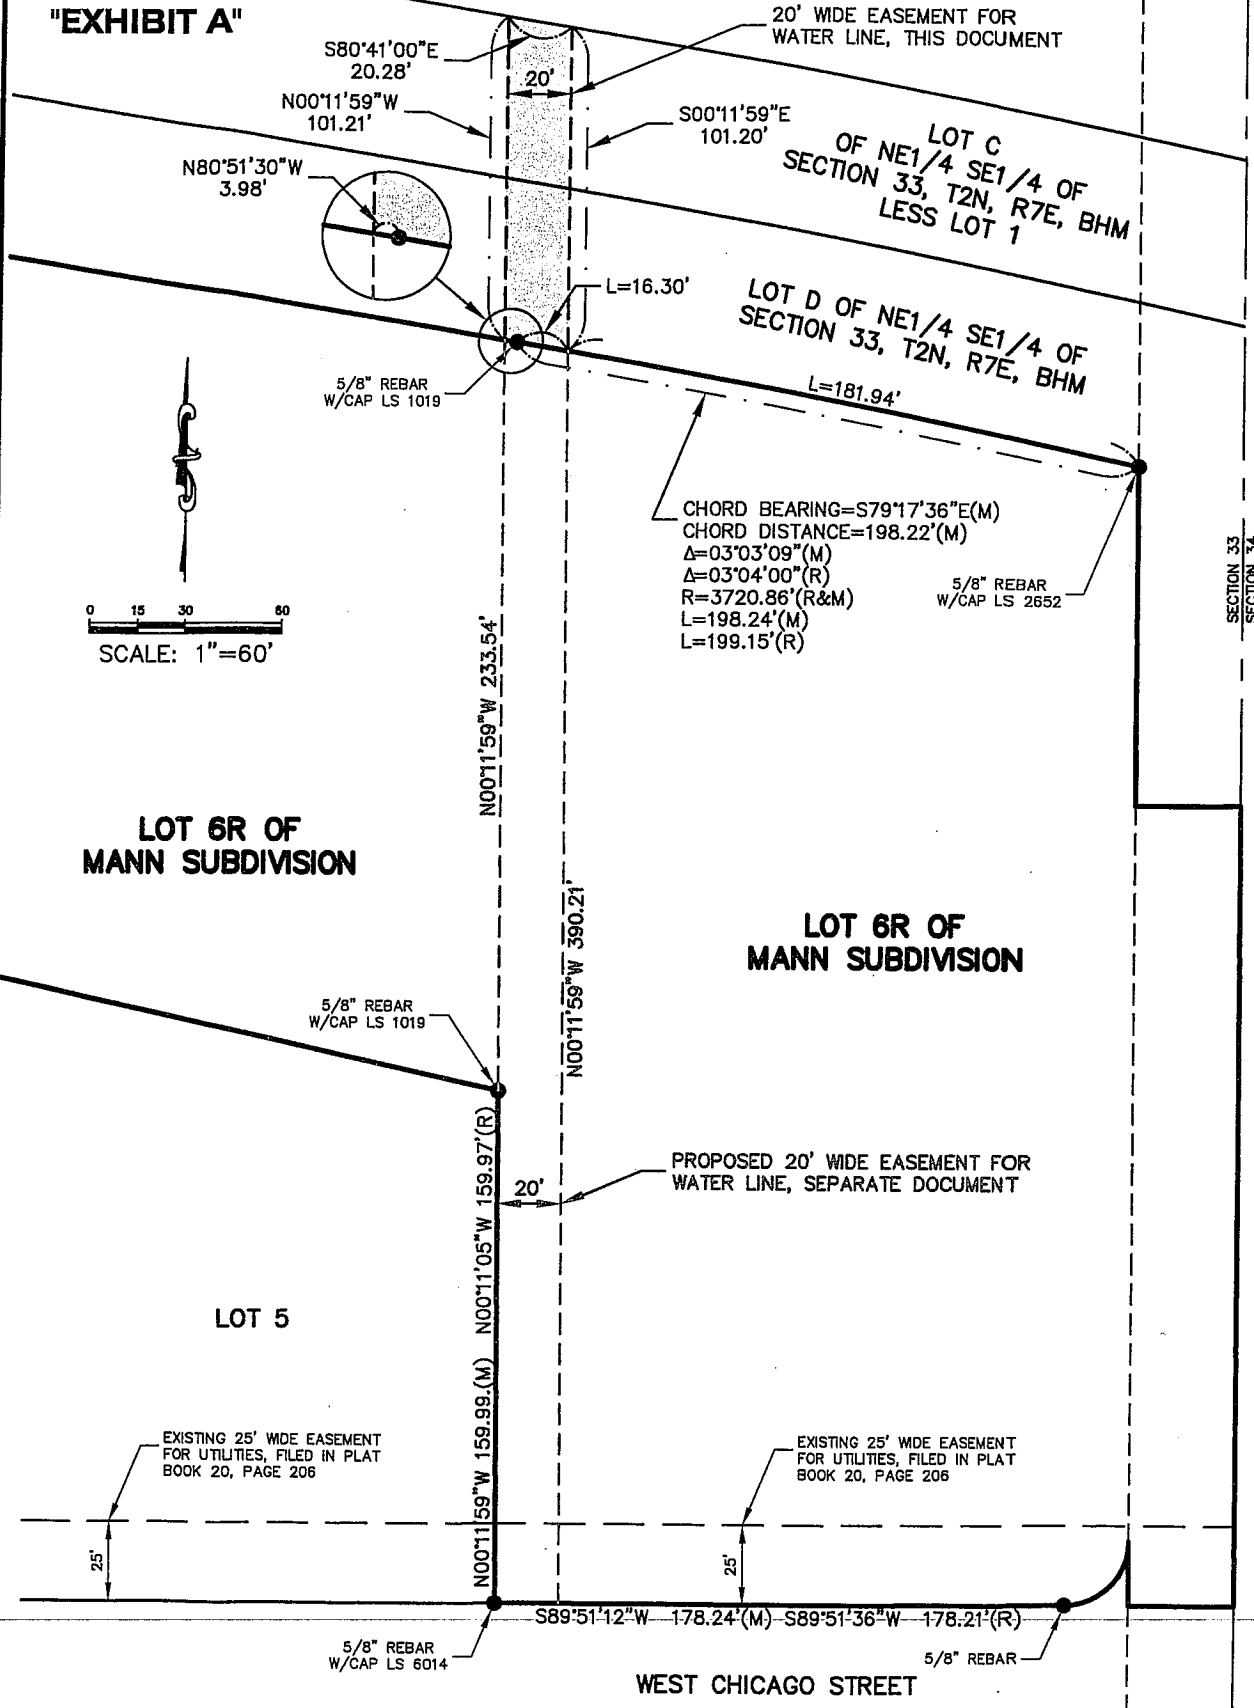 "EXHIBIT A"
20' WIDE EASEMENT FOR
WATER LINE, THIS DOCUMENT
S80°41'00"E
20.28'
20'
N00°11'59"W
101.21'
S00°11'59"E
101.20'
LOT C
OF NE1/4 SE1/4 OF
SECTION 33, T2N, R7E, BHM
LESS LOT 1
N80°51'30"W
3.98'
L=16.30'
LOT D OF NE1/4 SE1/4 OF
SECTION 33, T2N, R7E, BHM
5/8" REBAR
W/CAP LS 1019
L=181.94'
CHORD BEARING=S79°17'36"E(M)
CHORD DISTANCE=198.22'(M)
Δ=03°03'09"(M)
Δ=03°04'00"(R)
R=3720.86'(R&M)
L=198.24'(M)
L=199.15'(R)
5/8" REBAR
W/CAP LS 2652
SECTION 33
SECTION 34
0 15 30 60
SCALE: 1"=60'
N00°11'59"W 233.54'
LOT 6R OF
MANN SUBDIVISION
N00°11'59"W 390.21'
LOT 6R OF
MANN SUBDIVISION
5/8" REBAR
W/CAP LS 1019
N00°11'59"W 159.99.(M) N00°11'05"W 159.97'(R)
20'
PROPOSED 20' WIDE EASEMENT FOR
WATER LINE, SEPARATE DOCUMENT
LOT 5
EXISTING 25' WIDE EASEMENT
FOR UTILITIES, FILED IN PLAT
BOOK 20, PAGE 206
EXISTING 25' WIDE EASEMENT
FOR UTILITIES, FILED IN PLAT
BOOK 20, PAGE 206
25'
25'
S89°51'12"W 178.24'(M) S89°51'36"W 178.21'(R)
5/8" REBAR
W/CAP LS 6014
5/8" REBAR
WEST CHICAGO STREET